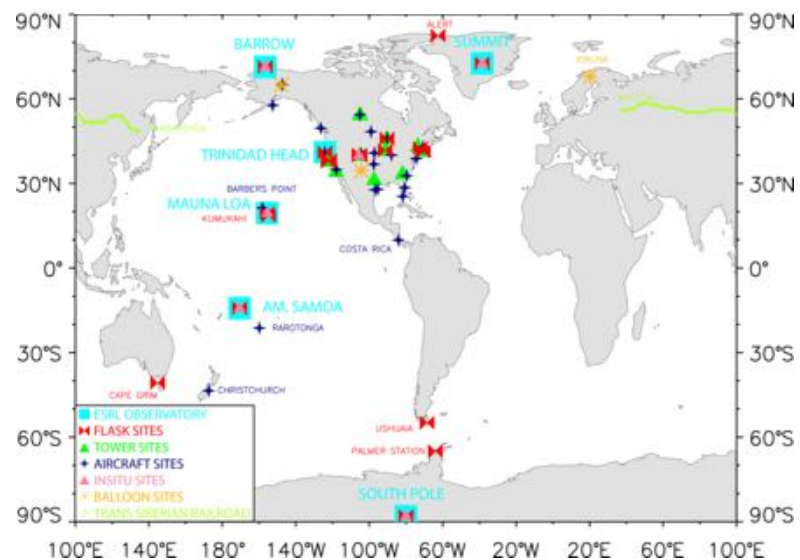 90°N
60°N
30°N
0°
30°S
60°S
90°S
ALERT
BARROW
SUMMIT
KIRUNA
TRINIDAD HEAD
BARBERS POINT
MAUNA LOA
KUMUKAHI
COSTA RICA
AM. SAMOA
RAROTONGA
CAPE GRIM
CHRISTCHURCH
USHUAIA
PALMER STATION
SOUTH POLE
ESRL OBSERVATORY
FLASK SITES
TOWER SITES
AIRCRAFT SITES
INSITU SITES
BALLOON SITES
TRANS SIBERIAN RAILROAD
90°N
60°N
30°N
0°
30°S
60°S
90°S
100°E 140°E 180° 140°W 100°W 60°W 20°W 20°E 60°E 100°E